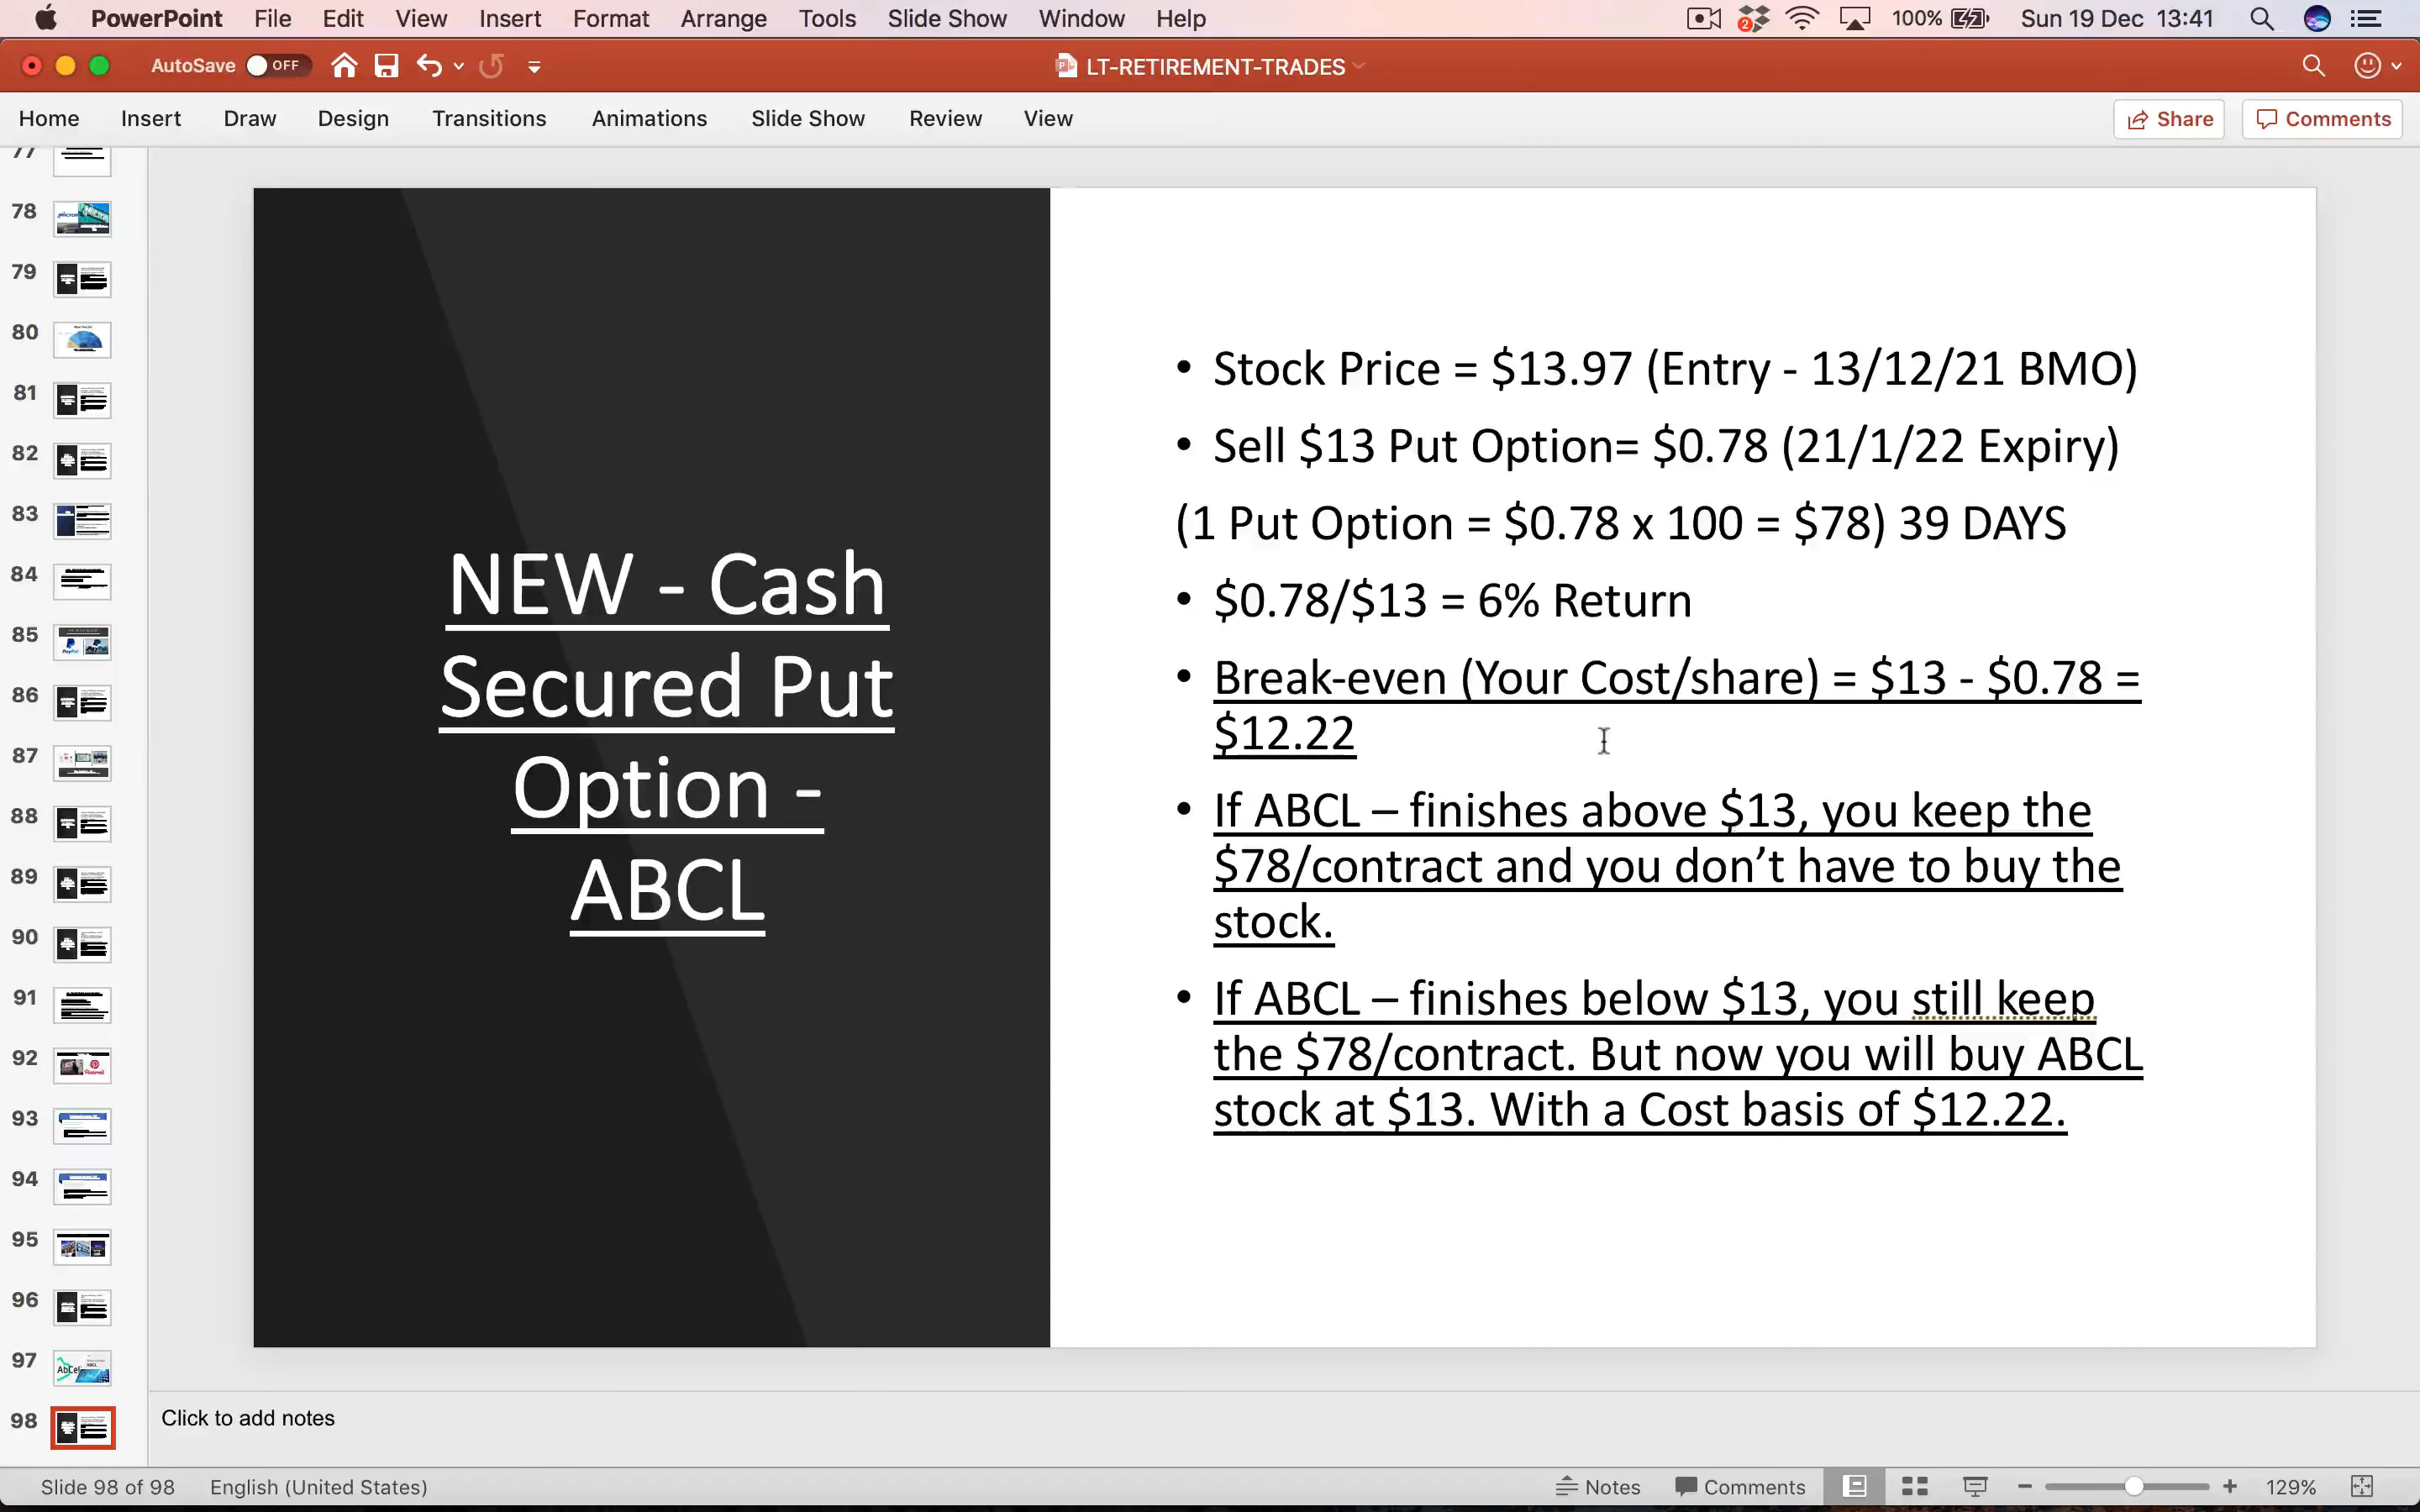 PowerPoint File Edit View Insert Format Arrange Tools Slide Show Window Help 2 100% Sun 19 Dec 13:41
AutoSave OFF LT-RETIREMENT-TRADES
Home Insert Draw Design Transitions Animations Slide Show Review View Share Comments
77
78
79
80
81
82
83
84
85
86
87
88
89
90
91
92
93
94
95
96
97
98
NEW - Cash
Secured Put
Option -
ABCL
• Stock Price = $13.97 (Entry - 13/12/21 BMO)
• Sell $13 Put Option= $0.78 (21/1/22 Expiry)
(1 Put Option = $0.78 x 100 = $78) 39 DAYS
• $0.78/$13 = 6% Return
• Break-even (Your Cost/share) = $13 - $0.78 =
$12.22
• If ABCL – finishes above $13, you keep the
$78/contract and you don’t have to buy the
stock.
• If ABCL – finishes below $13, you still keep
the $78/contract. But now you will buy ABCL
stock at $13. With a Cost basis of $12.22.
Click to add notes
Slide 98 of 98 English (United States) Notes Comments 129%